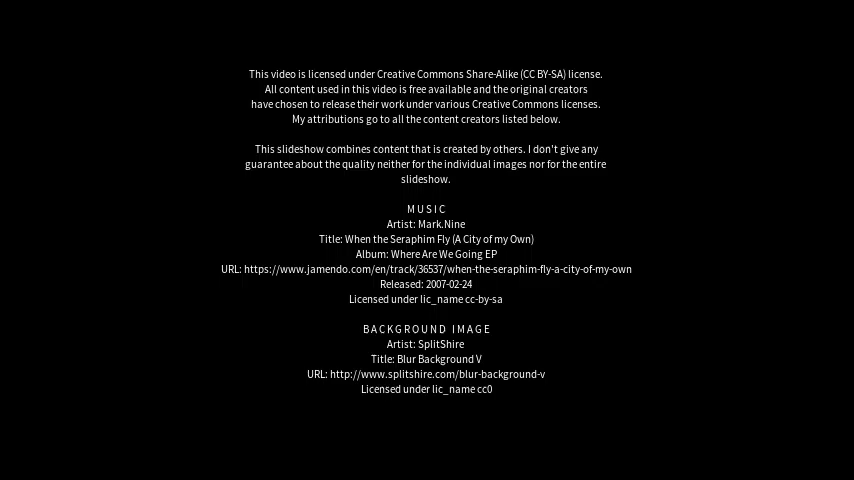 This video is licensed under Creative Commons Share-Alike (CC BY-SA) license.
All content used in this video is free available and the original creators
have chosen to release their work under various Creative Commons licenses.
My attributions go to all the content creators listed below.
This slideshow combines content that is created by others. I don't give any
guarantee about the quality neither for the individual images nor for the entire
slideshow.
MUSIC
Artist: Mark.Nine
Title: When the Seraphim Fly (A City of my Own)
Album: Where Are We Going EP
URL: https://www.jamendo.com/en/track/36537/when-the-seraphim-fly-a-city-of-my-own
Released: 2007-02-24
Licensed under lic_name cc-by-sa
BACKGROUND IMAGE
Artist: SplitShire
Title: Blur Background V
URL: http://www.splitshire.com/blur-background-v
Licensed under lic_name cc0